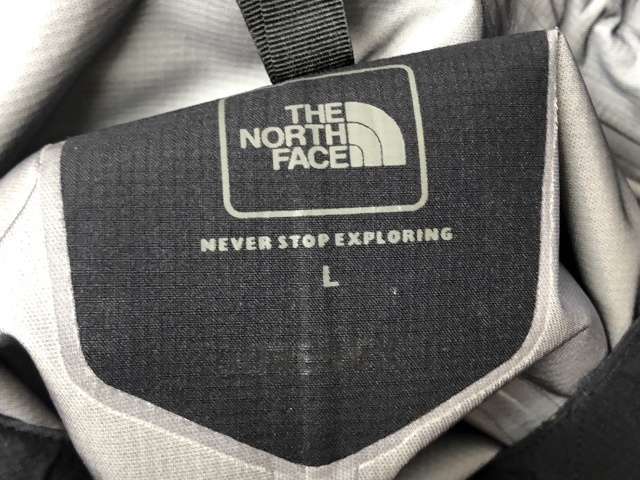 THE
NORTH
FACE
NEVER STOP EXPLORING
L